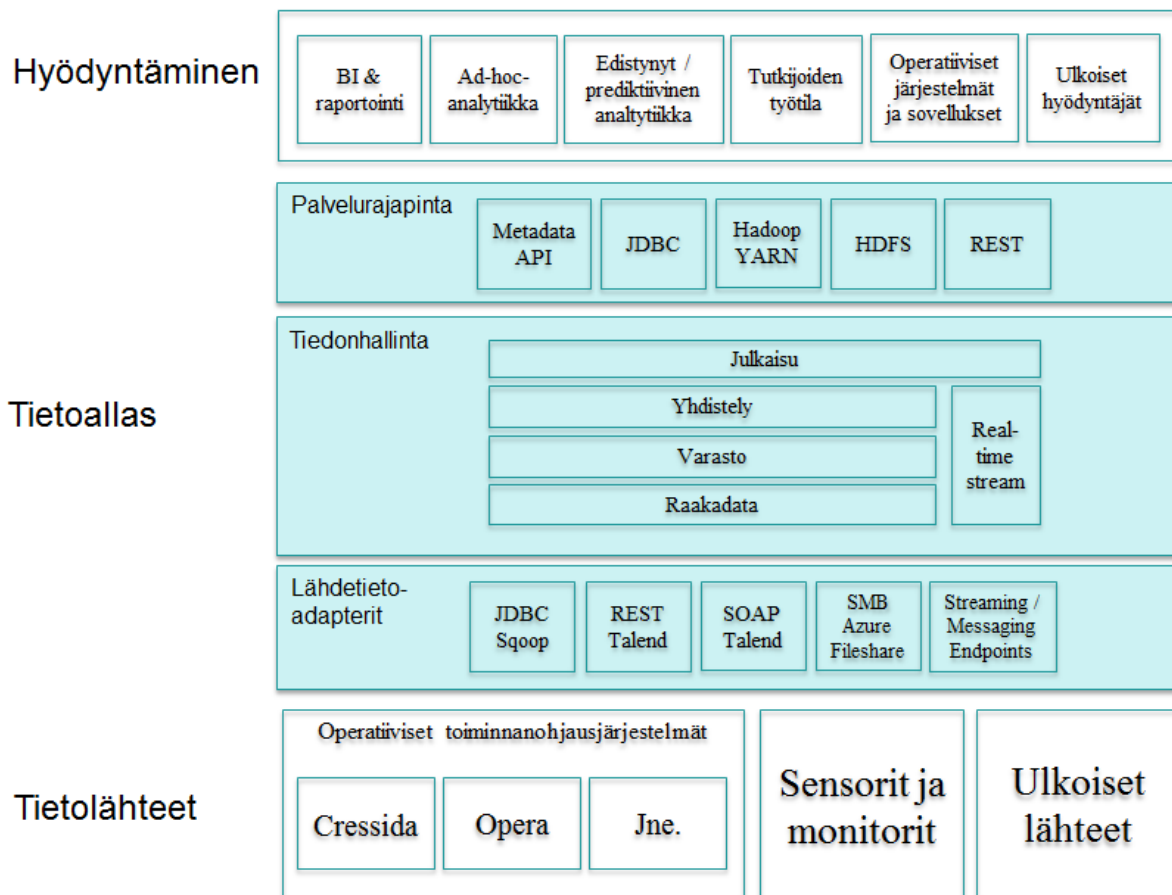 Hyödyntäminen
BI &
raportointi
Ad-hoc-
analytiikka
Edistynyt /
prediktiivinen
analtytiikka
Tutkijoiden
työtila
Operatiiviset
järjestelmät
ja sovellukset
Ulkoiset
hyödyntäjät
Palvelurajapinta
Metadata
API
JDBC
Hadoop
YARN
HDFS
REST
Tietoallas
Tiedonhallinta
Julkaisu
Yhdistely
Varasto
Raakadata
Real-
time
stream
Lähdetieto-
adapterit
JDBC
Sqoop
REST
Talend
SOAP
Talend
SMB
Azure
Fileshare
Streaming /
Messaging
Endpoints
Tietolähteet
Operatiiviset toiminnanohjausjärjestelmät
Cressida
Opera
Jne.
Sensorit ja
monitorit
Ulkoiset
lähteet